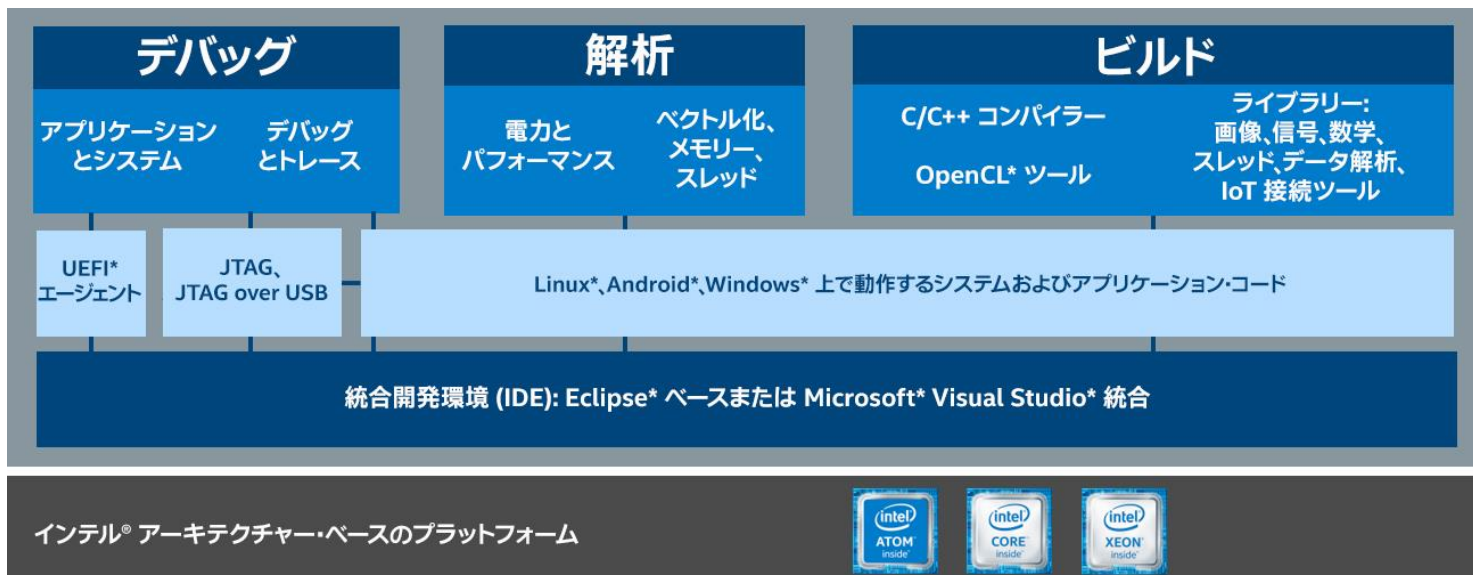 デバッグ
アプリケーション
とシステム
デバッグ
とトレース
解析
電力と
パフォーマンス
ベクトル化、
メモリー、
スレッド
ビルド
C/C++ コンパイラー
OpenCL* ツール
ライブラリー:
画像、信号、数学、
スレッド、データ解析、
IoT 接続ツール
UEFI*
エージェント
JTAG、
JTAG over USB
Linux*、Android*、Windows* 上で動作するシステムおよびアプリケーション・コード
統合開発環境 (IDE): Eclipse* ベースまたは Microsoft* Visual Studio* 統合
インテル® アーキテクチャー・ベースのプラットフォーム
intel
ATOM
inside™
intel
CORE
inside™
intel
XEON
inside™